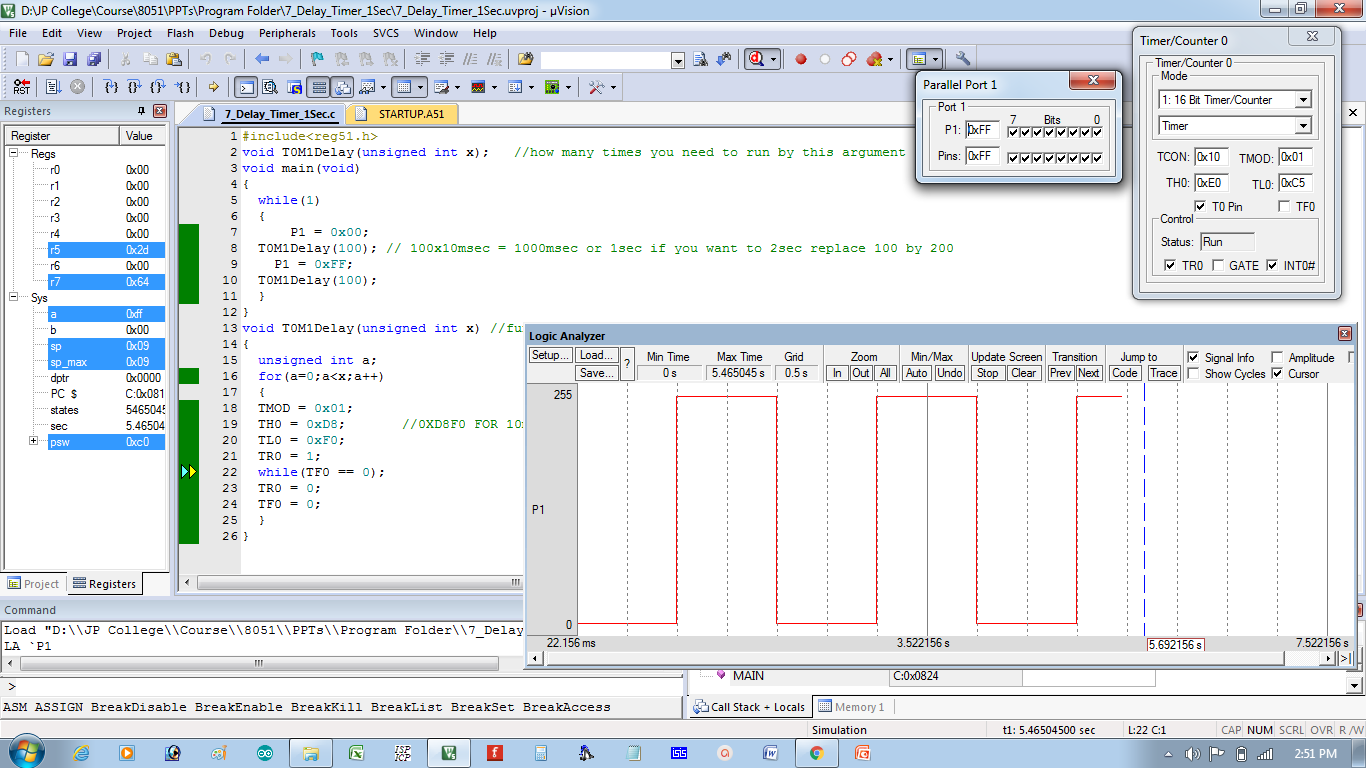 D:\JP College\Course\8051\PPTs\Program Folder\7_Delay_Timer_1Sec\7_Delay_Timer_1Sec.uvproj - µVision
File Edit View Project Flash Debug Peripherals Tools SVCS Window Help
Registers
Register Value
Regs
r0 0x00
r1 0x00
r2 0x00
r3 0x00
r4 0x00
r5 0x2d
r6 0x00
r7 0x64
Sys
a 0xff
b 0x00
sp 0x09
sp_max 0x09
dptr 0x0000
PC $ C:0x081
states 5465045
sec 5.46504
psw 0xc0
Project Registers
7_Delay_Timer_1Sec.c STARTUP.A51
1 #include<reg51.h>
2 void T0M1Delay(unsigned int x); //how many times you need to run by this argument
3 void main(void)
4 {
5 while(1)
6 {
7 P1 = 0x00;
8 T0M1Delay(100); // 100x10msec = 1000msec or 1sec if you want to 2sec replace 100 by 200
9 P1 = 0xFF;
10 T0M1Delay(100);
11 }
12 }
13 void T0M1Delay(unsigned int x) //fu
14 {
15 unsigned int a;
16 for(a=0;a<x;a++)
17 {
18 TMOD = 0x01;
19 TH0 = 0xD8; //0XD8F0 FOR 10
20 TL0 = 0xF0;
21 TR0 = 1;
22 while(TF0 == 0);
23 TR0 = 0;
24 TF0 = 0;
25 }
26 }
Parallel Port 1
Port 1
7 Bits 0
P1: 0xFF
Pins: 0xFF
Timer/Counter 0
Timer/Counter 0
Mode
1: 16 Bit Timer/Counter
Timer
TCON: 0x10 TMOD: 0x01
TH0: 0xE0 TL0: 0xC5
T0 Pin TF0
Control
Status: Run
TR0 GATE INT0#
Logic Analyzer
Setup... Load... ? Min Time Max Time Grid Zoom Min/Max Update Screen Transition Jump to Signal Info Amplitude
Save... 0 s 5.465045 s 0.5 s In Out All Auto Undo Stop Clear Prev Next Code Trace Show Cycles Cursor
255
P1
0
22.156 ms 3.522156 s 5.692156 s 7.522156 s
Command
Load "D:\\JP College\\Course\\8051\\PPTs\\Program Folder\\7_Delay
LA `P1
>
ASM ASSIGN BreakDisable BreakEnable BreakKill BreakList BreakSet BreakAccess
MAIN C:0x0824
Call Stack + Locals Memory 1
Simulation t1: 5.46504500 sec L:22 C:1 CAP NUM SCRL OVR R /W
2:51 PM